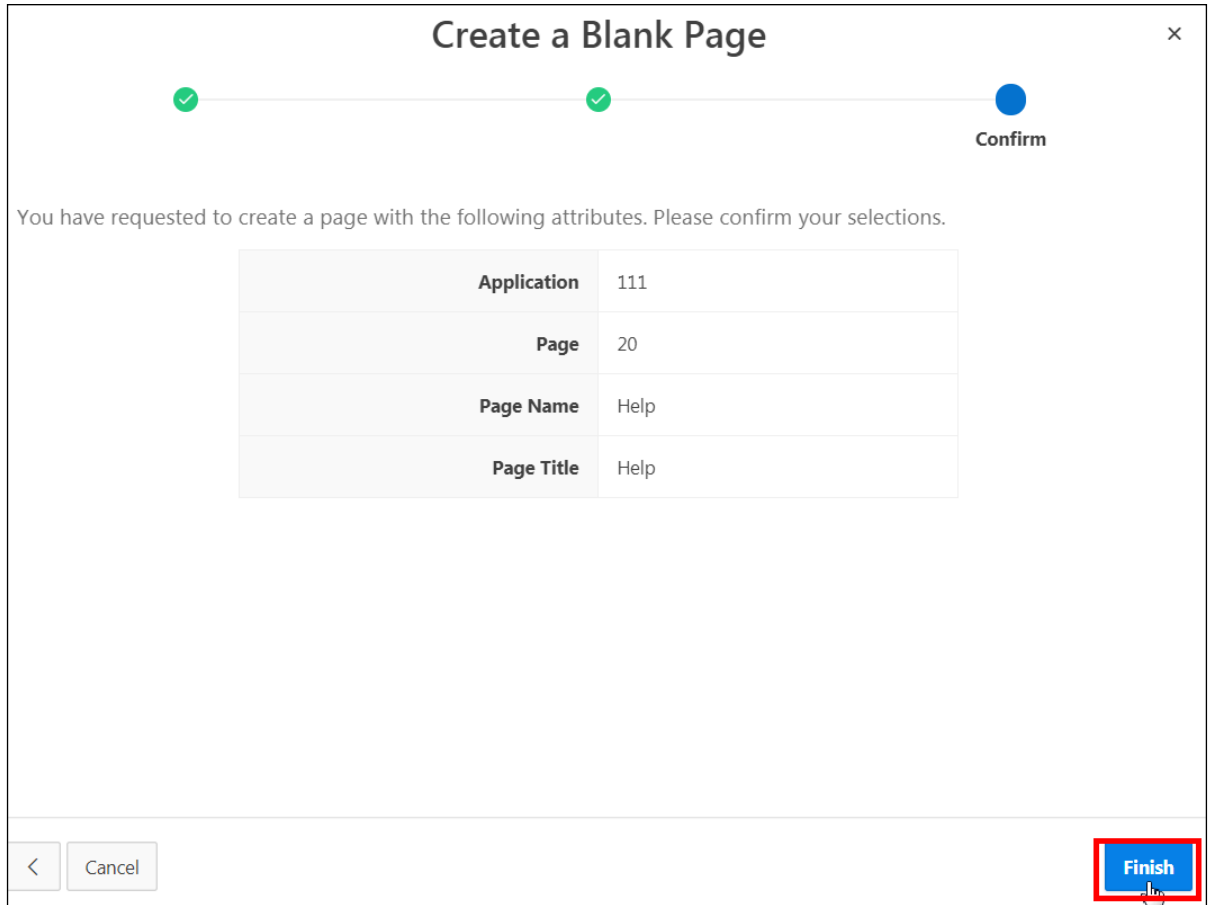 Create a Blank Page
Confirm
You have requested to create a page with the following attributes. Please confirm your selections.
Application 111
Page 20
Page Name Help
Page Title Help
Cancel Finish